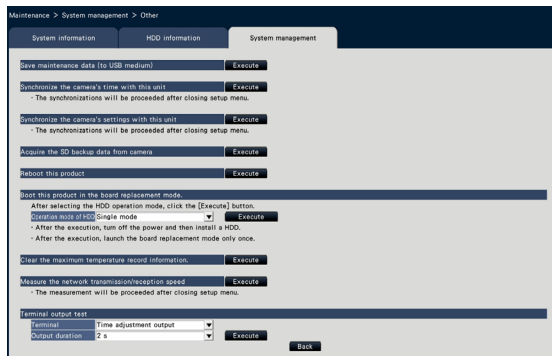 Maintenance > System management > Other
System information HDD information System management
Save maintenance data (to USB medium) Execute
Synchronize the camera's time with this unit Execute
・The synchronizations will be proceeded after closing setup menu.
Synchronize the camera's settings with this unit Execute
・The synchronizations will be proceeded after closing setup menu.
Acquire the SD backup data from camera Execute
Reboot this product Execute
Boot this product in the board replacement mode.
After selecting the HDD operation mode, click the [Execute] button.
Operation mode of HDD Single mode Execute
・After the execution, turn off the power and then install a HDD.
・After the execution, launch the board replacement mode only once.
Clear the maximum temperature record information. Execute
Measure the network transmission/reception speed Execute
・The measurement will be proceeded after closing setup menu.
Terminal output test
Terminal Time adjustment output
Output duration 2 s Execute
Back